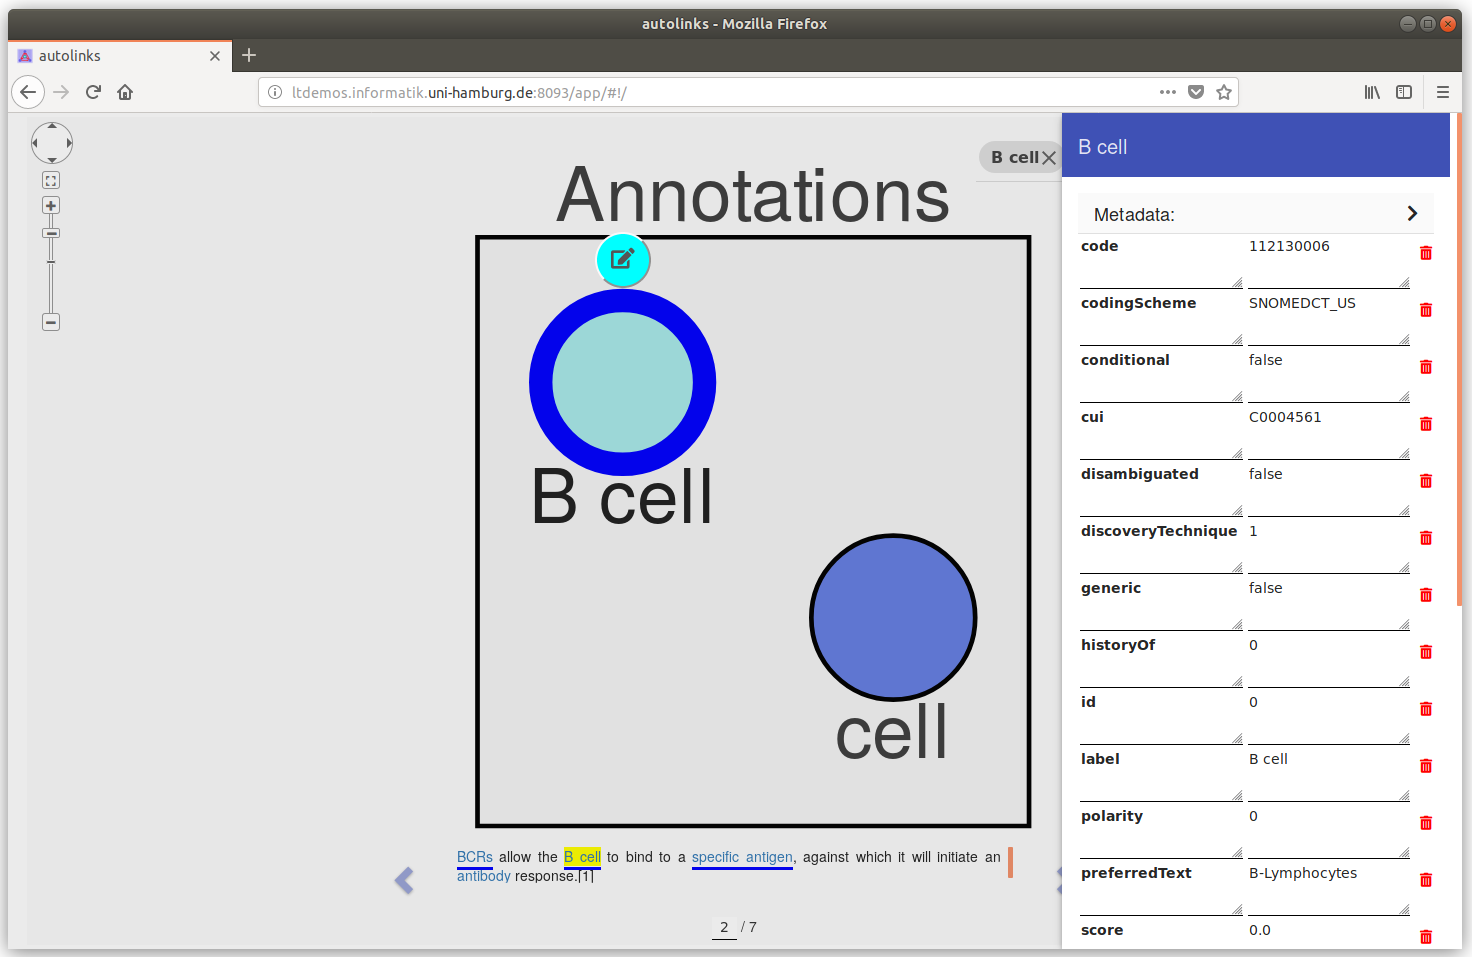 autolinks - Mozilla Firefox
autolinks
ltdemos.informatik.uni-hamburg.de:8093/app/#!/
B cell
Annotations
B cell
cell
BCRs allow the B cell to bind to a specific antigen, against which it will initiate an
antibody response.[1]
2 / 7
B cell
Metadata:
code 112130006
codingScheme SNOMEDCT_US
conditional false
cui C0004561
disambiguated false
discoveryTechnique 1
generic false
historyOf 0
id 0
label B cell
polarity 0
preferredText B-Lymphocytes
score 0.0